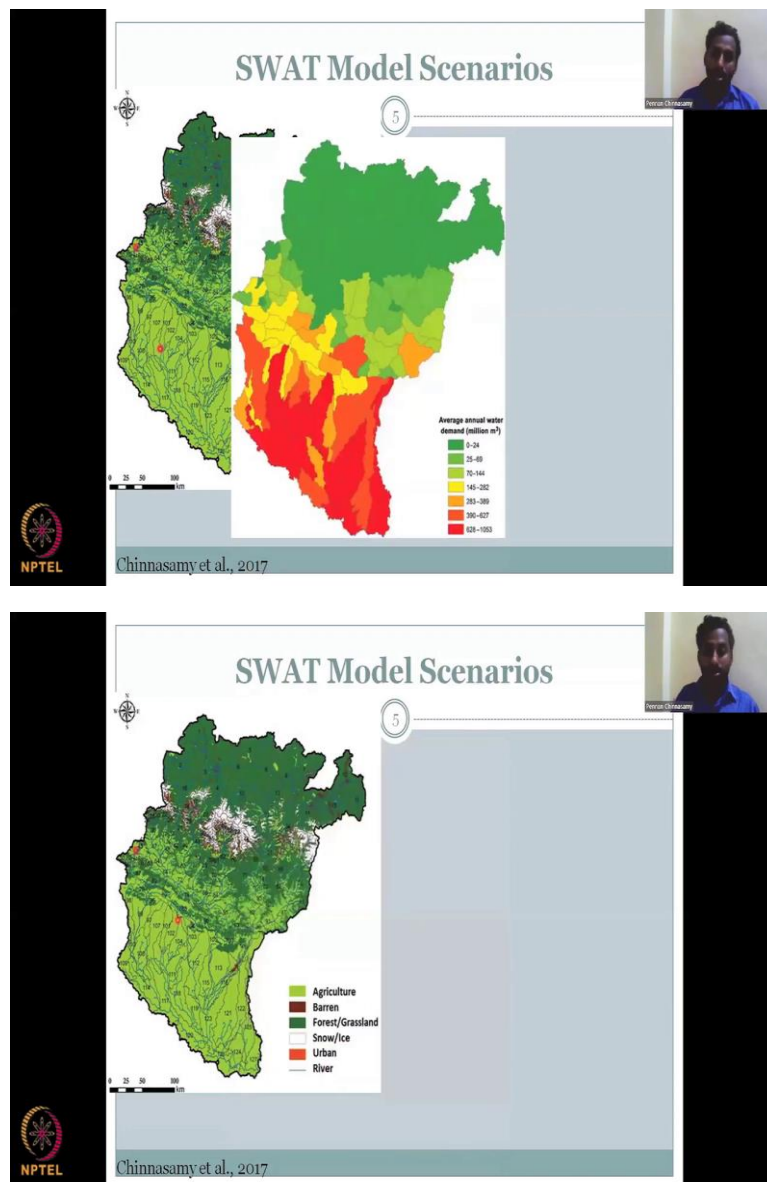 SWAT Model Scenarios
Pennan Chinnasamy
5
N
W
E
S
Average annual water
demand (million m³)
0–24
25–69
70–144
145–282
283–389
390–627
628–1053
0 25 50 100
km
NPTEL
Chinnasamy et al., 2017
SWAT Model Scenarios
Pennan Chinnasamy
5
N
W
E
S
Agriculture
Barren
Forest/Grassland
Snow/Ice
Urban
River
0 25 50 100
km
NPTEL
Chinnasamy et al., 2017